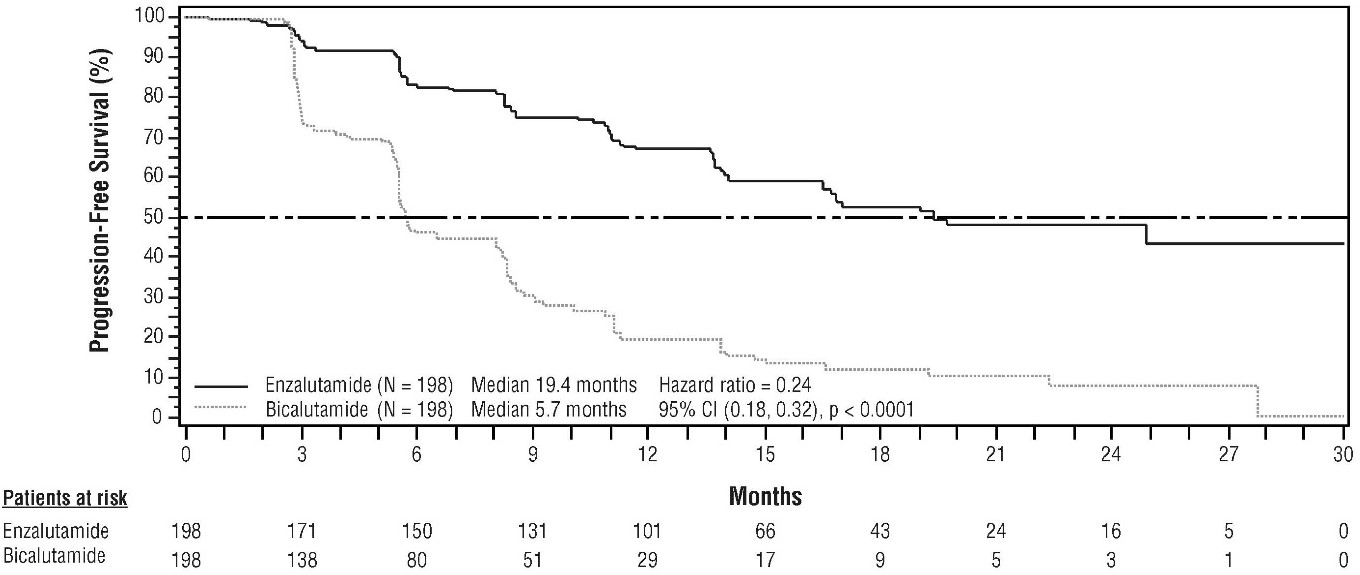 Progression-Free Survival (%)
100
90
80
70
60
50
40
30
20
10
0
Enzalutamide (N = 198) Median 19.4 months Hazard ratio = 0.24
Bicalutamide (N = 198) Median 5.7 months 95% CI (0.18, 0.32), p < 0.0001
0 3 6 9 12 15 18 21 24 27 30
Months
Patients at risk
Enzalutamide 198 171 150 131 101 66 43 24 16 5 0
Bicalutamide 198 138 80 51 29 17 9 5 3 1 0